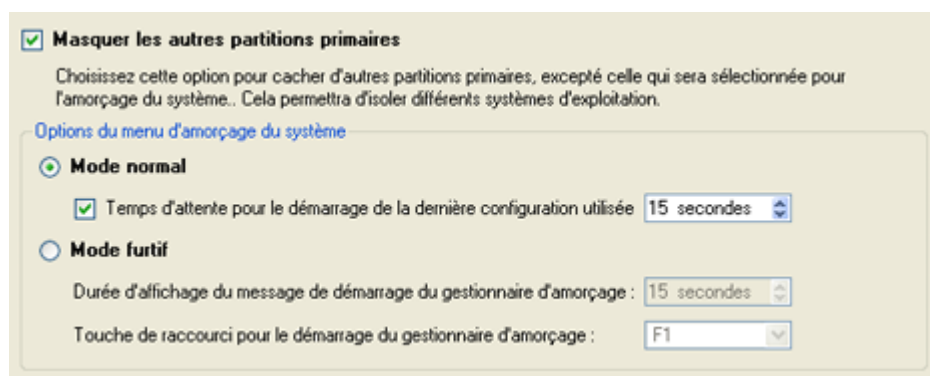 Masquer les autres partitions primaires
Choisissez cette option pour cacher d'autres partitions primaires, excepté celle qui sera sélectionnée pour
l'amorçage du système.. Cela permettra d'isoler différents systèmes d'exploitation.
Options du menu d'amorçage du système
Mode normal
Temps d'attente pour le démarrage de la dernière configuration utilisée 15 secondes
Mode furtif
Durée d'affichage du message de démarrage du gestionnaire d'amorçage : 15 secondes
Touche de raccourci pour le démarrage du gestionnaire d'amorçage : F1